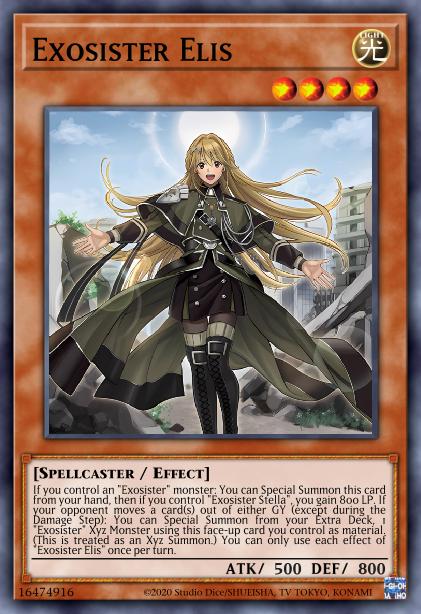 Exosister Elis
LIGHT
光
[Spellcaster / Effect]
If you control an "Exosister" monster: You can Special Summon this card
from your hand, then if you control "Exosister Stella", you gain 800 LP. If
your opponent moves a card(s) out of either GY (except during the
Damage Step): You can Special Summon from your Extra Deck, 1
"Exosister" Xyz Monster using this face-up card you control as material.
(This is treated as an Xyz Summon.) You can only use each effect of
"Exosister Elis" once per turn.
ATK/ 500 DEF/ 800
16474916
©2020 Studio Dice/SHUEISHA, TV TOKYO, KONAMI